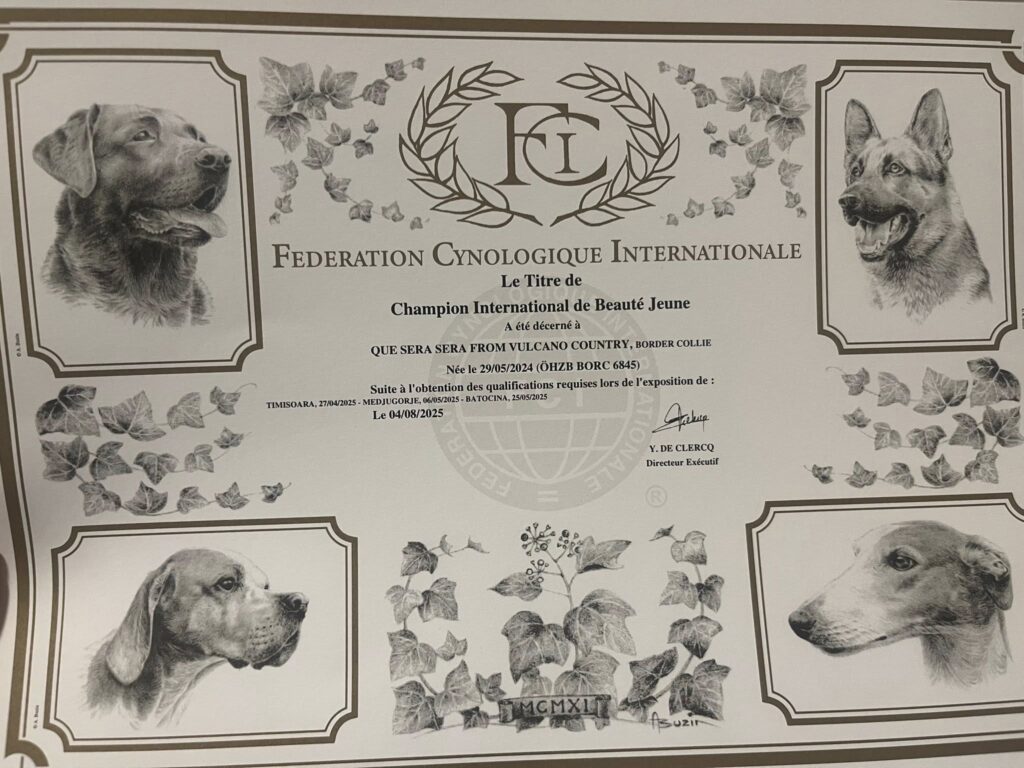 FCI
FEDERATION CYNOLOGIQUE INTERNATIONALE
Le Titre de
Champion International de Beauté Jeune
A été décerné à
QUE SERA SERA FROM VULCANO COUNTRY, BORDER COLLIE
Née le 29/05/2024 (ÖHZB BORC 6845)
Suite à l'obtention des qualifications requises lors de l'exposition de :
TIMISOARA, 27/04/2025 - MEDJUGORJE, 06/05/2025 - BATOCINA, 25/05/2025
Le 04/08/2025
Y. DE CLERCQ
Directeur Exécutif
®
MCMXI